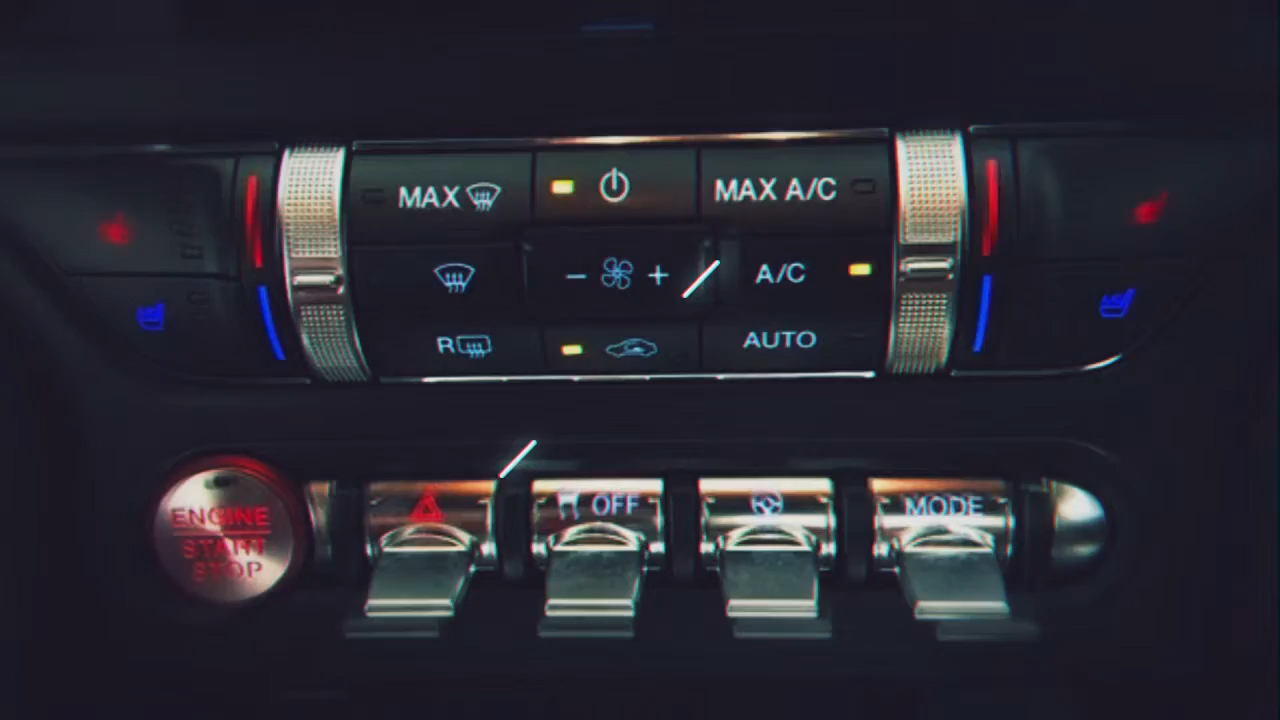 MAX
MAX A/C
- +
A/C
R
AUTO
ENGINE
START
STOP
OFF
MODE